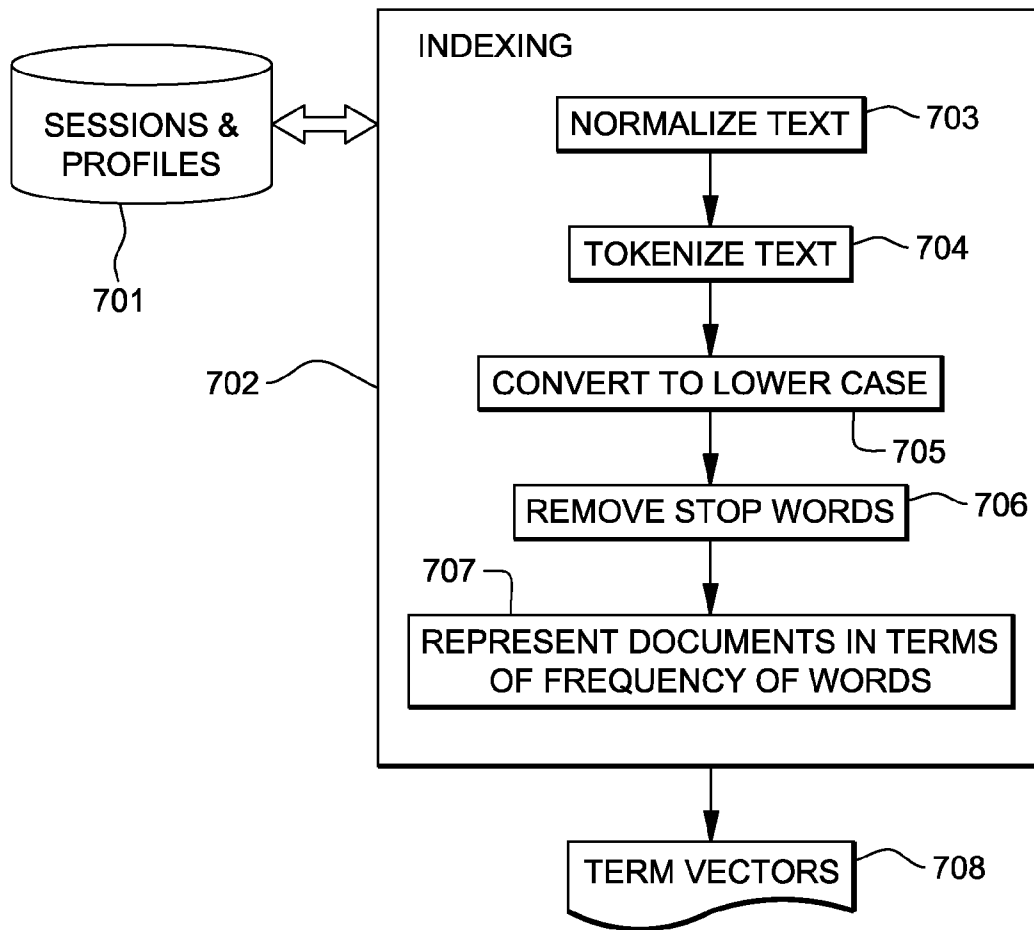 INDEXING
SESSIONS &
PROFILES
701
702
NORMALIZE TEXT
703
TOKENIZE TEXT
704
CONVERT TO LOWER CASE
705
REMOVE STOP WORDS
706
707
REPRESENT DOCUMENTS IN TERMS
OF FREQUENCY OF WORDS
TERM VECTORS
708